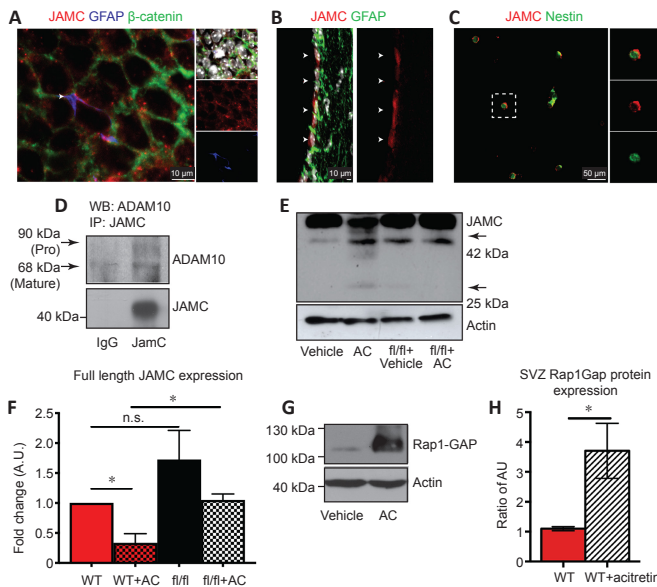 A
JAMC GFAP β-catenin
10 μm
B
JAMC GFAP
10 μm
C
JAMC Nestin
50 μm
D
WB: ADAM10
IP: JAMC
90 kDa
(Pro)
68 kDa
(Mature)
ADAM10
40 kDa
JAMC
IgG
JamC
E
JAMC
42 kDa
25 kDa
Actin
Vehicle
AC
fl/fl+
Vehicle
fl/fl+
AC
Full length JAMC expression
F
Fold change (A.U.)
2.5
2.0
1.5
1.0
0.5
0
n.s.
*
*
WT
WT+AC
fl/fl
fl/fl+AC
G
130 kDa
100 kDa
Rap1-GAP
40 kDa
Actin
Vehicle
AC
SVZ Rap1Gap protein
expression
H
Ratio of AU
5
4
3
2
1
0
*
WT
WT+acitretin